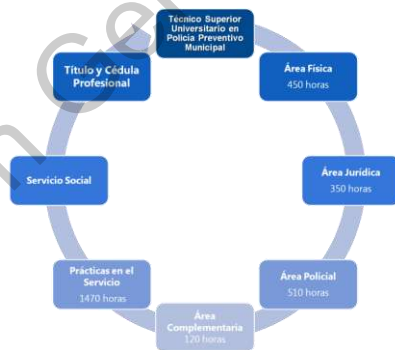 Técnico Superior
Universitario en
Policía Preventivo
Municipal
Área Física
450 horas
Área Jurídica
350 horas
Área Policial
510 horas
Área
Complementaria
120 horas
Prácticas en el
Servicio
1470 horas
Servicio Social
Título y Cédula
Profesional